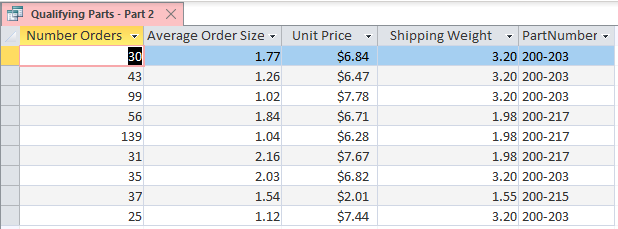 Qualifying Parts - Part 2
Number Orders Average Order Size Unit Price Shipping Weight PartNumber
30 1.77 $6.84 3.20 200-203
43 1.26 $6.47 3.20 200-203
99 1.02 $7.78 3.20 200-203
56 1.84 $6.71 1.98 200-217
139 1.04 $6.28 1.98 200-217
31 2.16 $7.67 1.98 200-217
35 2.03 $6.82 3.20 200-203
37 1.54 $2.01 1.55 200-215
25 1.12 $7.44 3.20 200-203